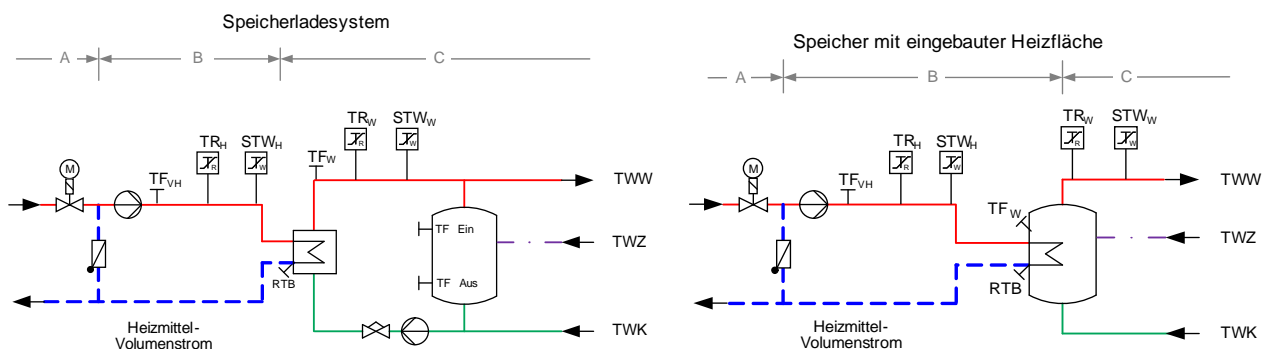 Speicherladesystem
A
B
C
TR_H
STW_H
TR_W
STW_W
R
W
R
W
M
TF_VH
TF_W
TWW
TF Ein
TWZ
TF Aus
RTB
Heizmittel-
Volumenstrom
TWK
Speicher mit eingebauter Heizfläche
A
B
C
TR_H
STW_H
TR_W
STW_W
R
W
R
W
M
TF_VH
TWW
TF_W
TWZ
RTB
Heizmittel-
Volumenstrom
TWK